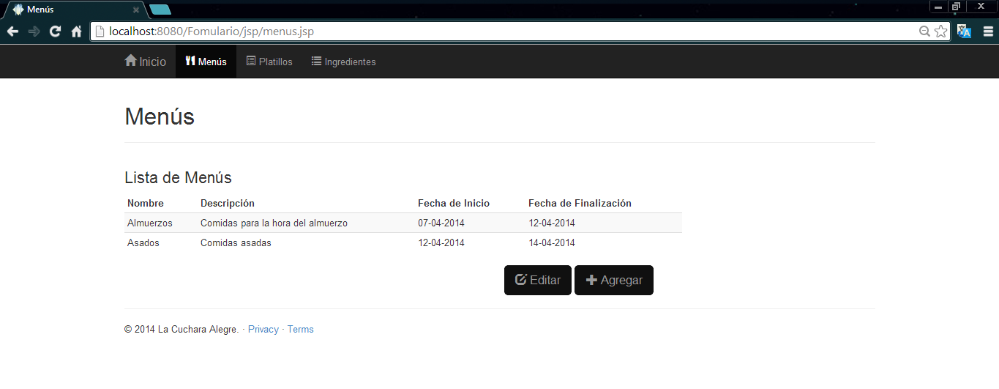 Menús
localhost:8080/Fomulario/jsp/menus.jsp
Inicio Menús Platillos Ingredientes
Menús
Lista de Menús
Nombre Descripción Fecha de Inicio Fecha de Finalización
Almuerzos Comidas para la hora del almuerzo 07-04-2014 12-04-2014
Asados Comidas asadas 12-04-2014 14-04-2014
Editar Agregar
© 2014 La Cuchara Alegre. · Privacy · Terms